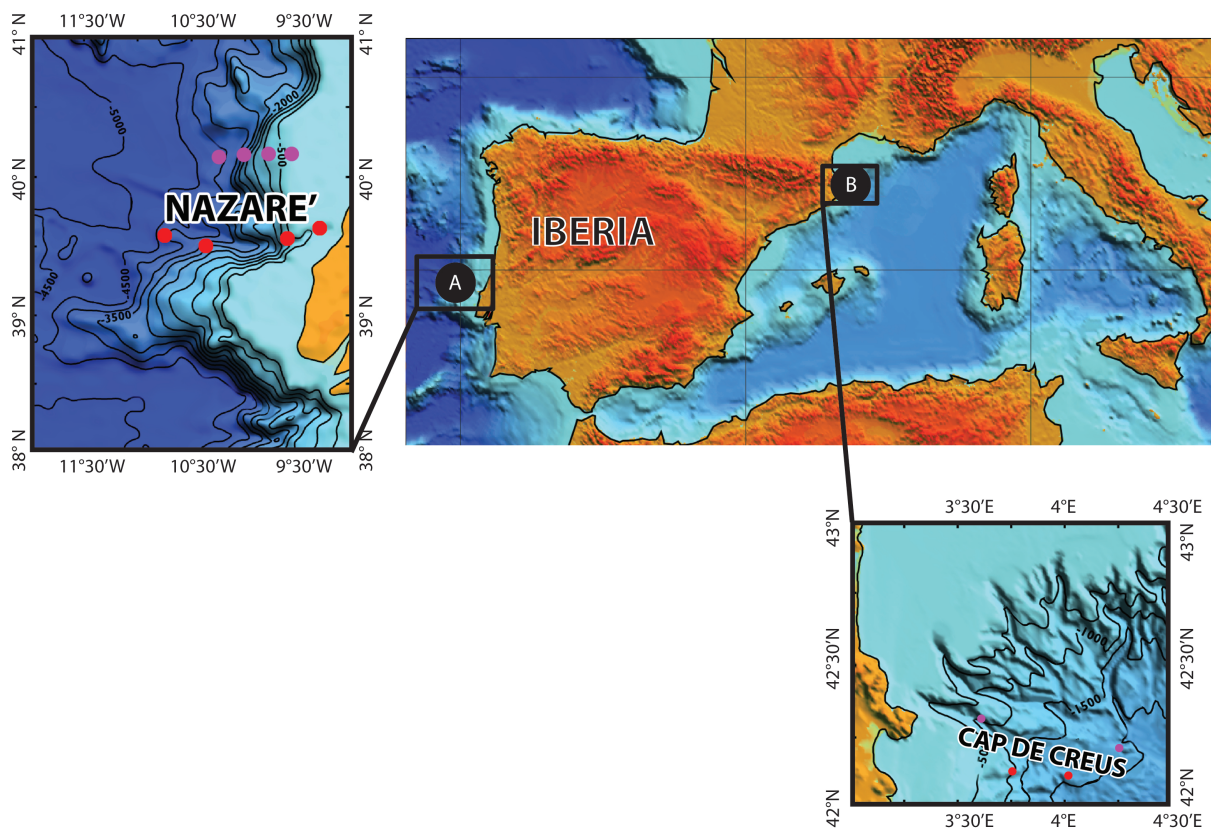 11°30'W 10°30'W 9°30'W
41° N
41° N
-5000
-2000
-500
40°N
40°N
NAZARE'
-4500
-4500
-3500
39°N
39°N
38°N
38°N
11°30'W 10°30'W 9°30'W
IBERIA
A
B
3°30'E 4°E 4°30'E
43°N
43°N
-1000
42°30'N
42°30'N
-1500
CAP DE CREUS
42°N
42°N
3°30'E 4°E 4°30'E